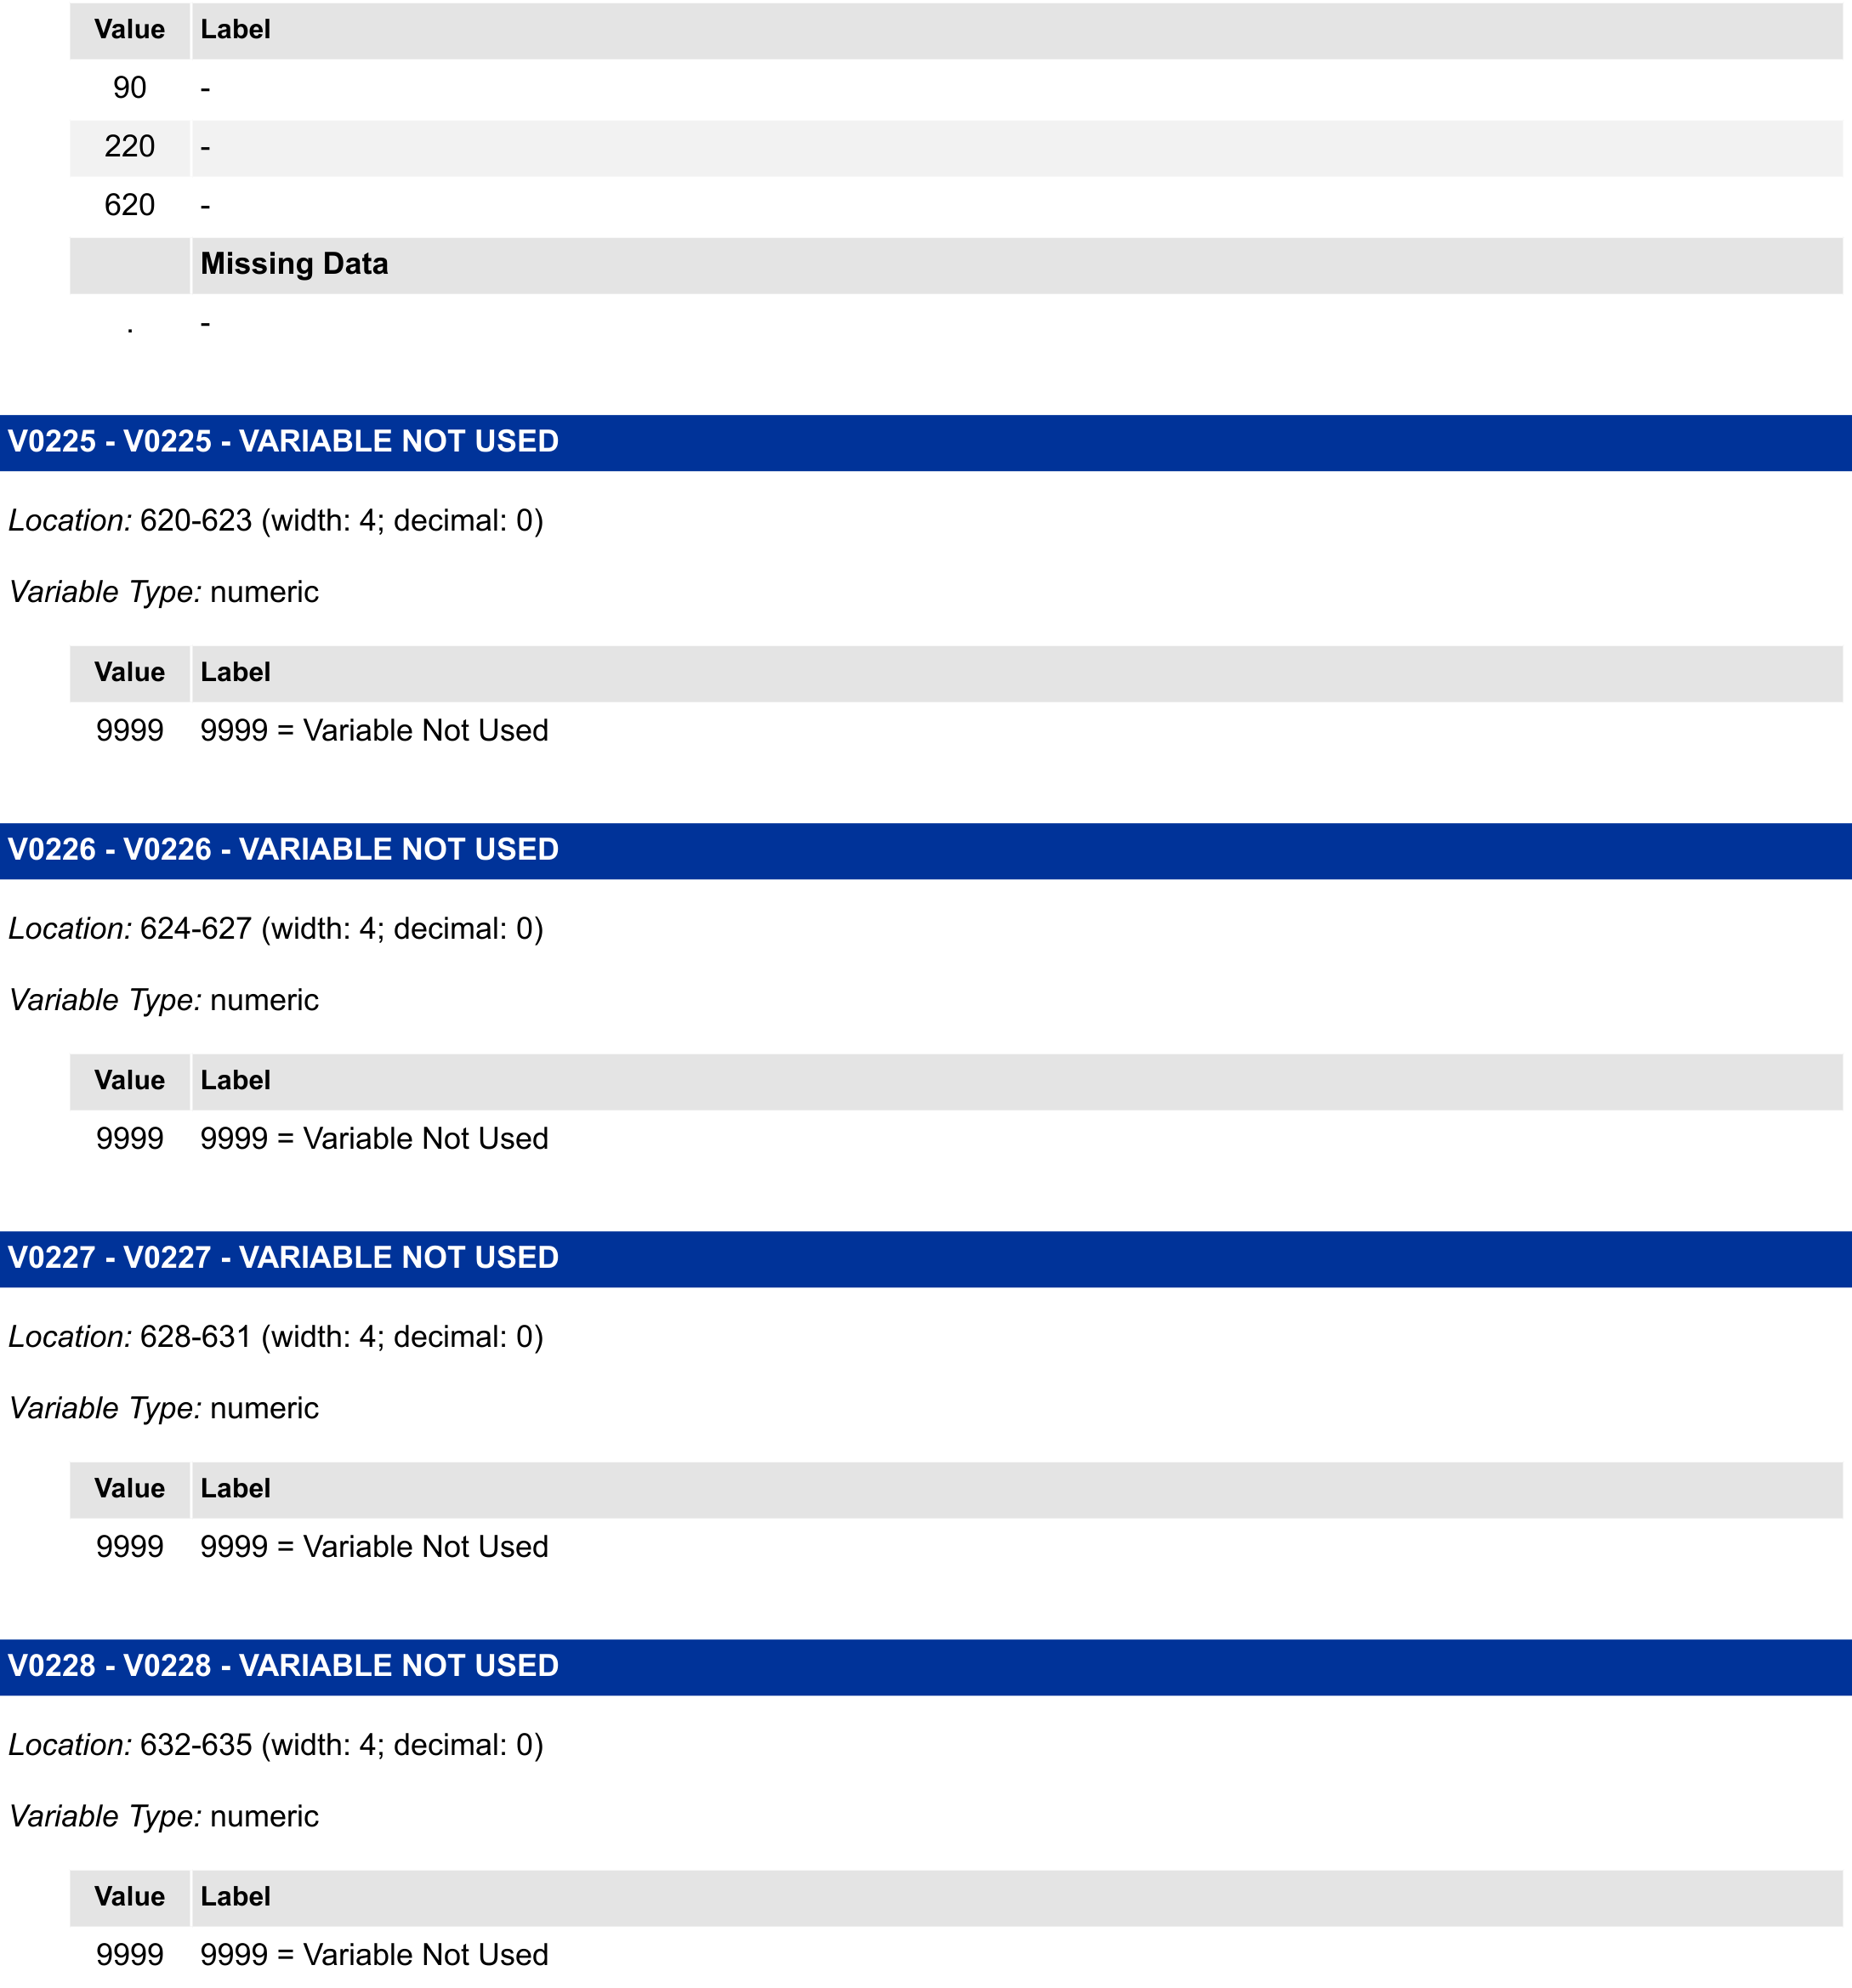 Value Label
90 -
220 -
620 -
Missing Data
. -
V0225 - V0225 - VARIABLE NOT USED
Location: 620-623 (width: 4; decimal: 0)
Variable Type: numeric
Value Label
9999 9999 = Variable Not Used
V0226 - V0226 - VARIABLE NOT USED
Location: 624-627 (width: 4; decimal: 0)
Variable Type: numeric
Value Label
9999 9999 = Variable Not Used
V0227 - V0227 - VARIABLE NOT USED
Location: 628-631 (width: 4; decimal: 0)
Variable Type: numeric
Value Label
9999 9999 = Variable Not Used
V0228 - V0228 - VARIABLE NOT USED
Location: 632-635 (width: 4; decimal: 0)
Variable Type: numeric
Value Label
9999 9999 = Variable Not Used